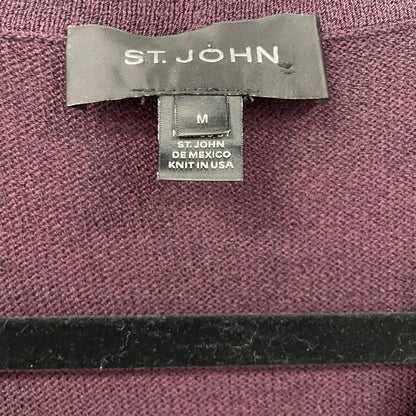 ST. JOHN
M
ST. JOHN
DE MEXICO
KNIT IN USA